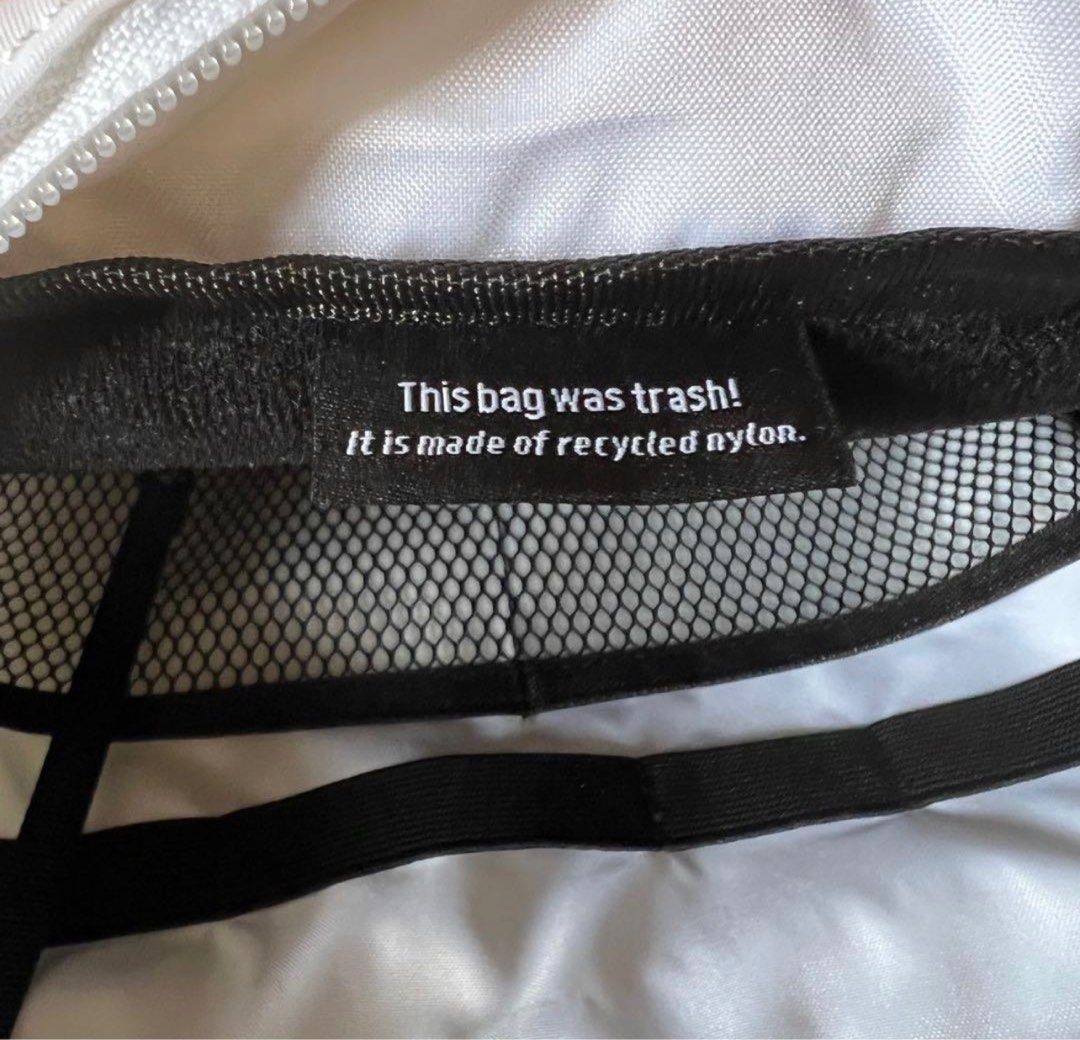 This bag was trash!
It is made of recycled nylon.